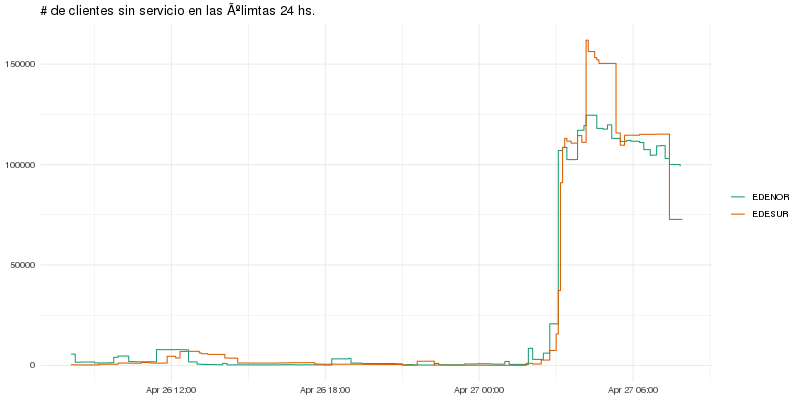 # de clientes sin servicio en las Ãºlimtas 24 hs.
150000
100000
50000
0
Apr 26 12:00
Apr 26 18:00
Apr 27 00:00
Apr 27 06:00
EDENOR
EDESUR